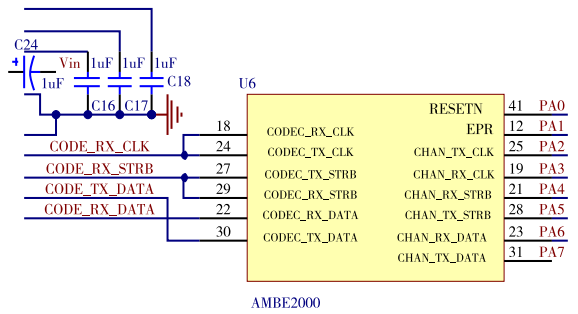 C24
Vin 1uF 1uF 1uF
1uF C18
C16 C17
U6
RESETN 41 PA0
18 CODEC_RX_CLK EPR 12 PA1
CODE_RX_CLK 24 CODEC_TX_CLK CHAN_TX_CLK 25 PA2
CODE_RX_STRB 27 CODEC_TX_STRB CHAN_RX_CLK 19 PA3
CODE_TX_DATA 29 CODEC_RX_STRB CHAN_RX_STRB 21 PA4
CODE_RX_DATA 22 CODEC_RX_DATA CHAN_TX_STRB 28 PA5
30 CODEC_TX_DATA CHAN_RX_DATA 23 PA6
CHAN_TX_DATA 31 PA7
AMBE2000